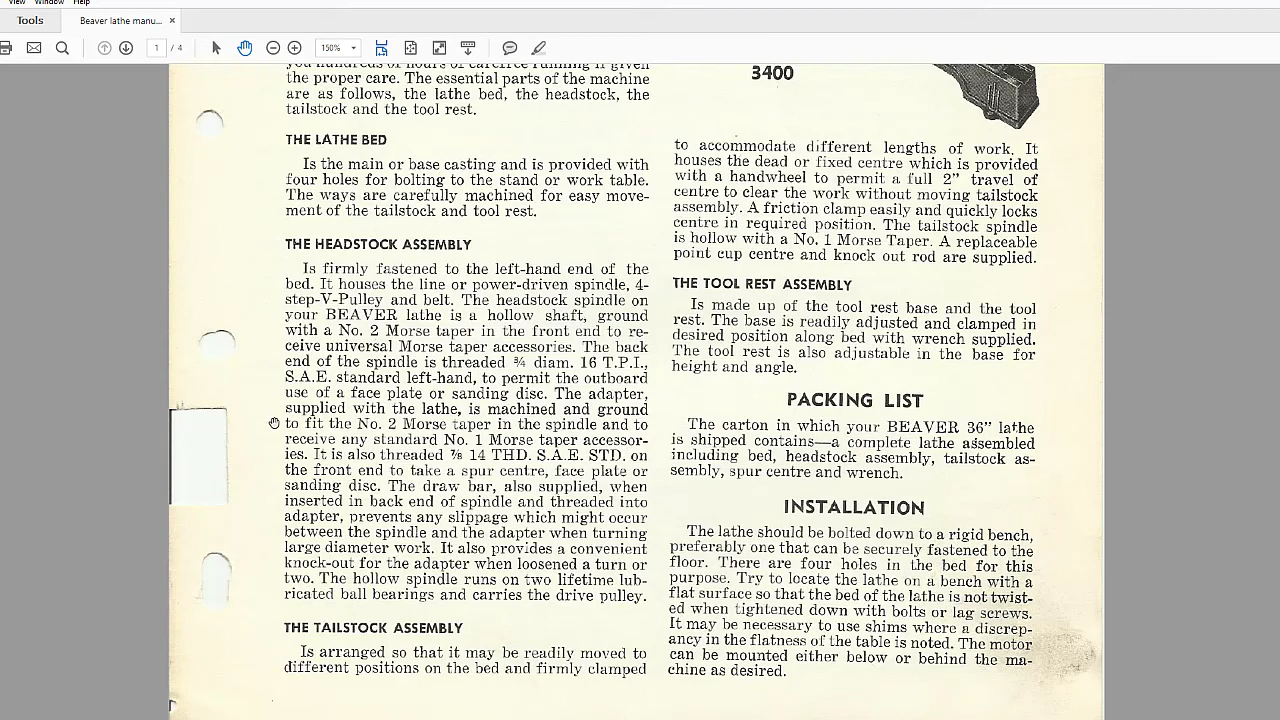 View Window Help
Tools
Beaver lathe manu... ×
1 / 4
150%
you hundreds of hours of carefree running if given
the proper care. The essential parts of the machine
are as follows, the lathe bed, the headstock, the
tailstock and the tool rest.
THE LATHE BED
Is the main or base casting and is provided with
four holes for bolting to the stand or work table.
The ways are carefully machined for easy move-
ment of the tailstock and tool rest.
THE HEADSTOCK ASSEMBLY
Is firmly fastened to the left-hand end of the
bed. It houses the line or power-driven spindle, 4-
step-V-Pulley and belt. The headstock spindle on
your BEAVER lathe is a hollow shaft, ground
with a No. 2 Morse taper in the front end to re-
ceive universal Morse taper accessories. The back
end of the spindle is threaded ¾ diam. 16 T.P.I.,
S.A.E. standard left-hand, to permit the outboard
use of a face plate or sanding disc. The adapter,
supplied with the lathe, is machined and ground
to fit the No. 2 Morse taper in the spindle and to
receive any standard No. 1 Morse taper accessor-
ies. It is also threaded ⅞ 14 THD. S.A.E. STD. on
the front end to take a spur centre, face plate or
sanding disc. The draw bar, also supplied, when
inserted in back end of spindle and threaded into
adapter, prevents any slippage which might occur
between the spindle and the adapter when turning
large diameter work. It also provides a convenient
knock-out for the adapter when loosened a turn or
two. The hollow spindle runs on two lifetime lub-
ricated ball bearings and carries the drive pulley.
THE TAILSTOCK ASSEMBLY
Is arranged so that it may be readily moved to
different positions on the bed and firmly clamped
3400
to accommodate different lengths of work. It
houses the dead or fixed centre which is provided
with a handwheel to permit a full 2" travel of
centre to clear the work without moving tailstock
assembly. A friction clamp easily and quickly locks
centre in required position. The tailstock spindle
is hollow with a No. 1 Morse Taper. A replaceable
point cup centre and knock out rod are supplied.
THE TOOL REST ASSEMBLY
Is made up of the tool rest base and the tool
rest. The base is readily adjusted and clamped in
desired position along bed with wrench supplied.
The tool rest is also adjustable in the base for
height and angle.
PACKING LIST
The carton in which your BEAVER 36" lathe
is shipped contains—a complete lathe assembled
including bed, headstock assembly, tailstock as-
sembly, spur centre and wrench.
INSTALLATION
The lathe should be bolted down to a rigid bench,
preferably one that can be securely fastened to the
floor. There are four holes in the bed for this
purpose. Try to locate the lathe on a bench with a
flat surface so that the bed of the lathe is not twist-
ed when tightened down with bolts or lag screws.
It may be necessary to use shims where a discrep-
ancy in the flatness of the table is noted. The motor
can be mounted either below or behind the ma-
chine as desired.